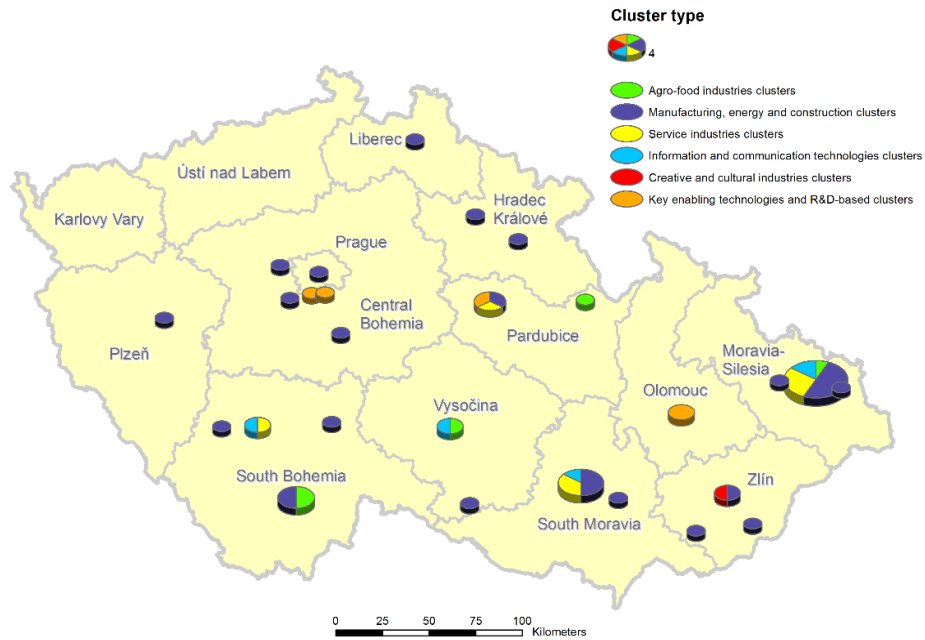 Cluster type
4
Agro-food industries clusters
Manufacturing, energy and construction clusters
Service industries clusters
Information and communication technologies clusters
Creative and cultural industries clusters
Key enabling technologies and R&D-based clusters
Liberec
Ústí nad Labem
Karlovy Vary
Hradec
Králové
Prague
Central
Bohemia
Pardubice
Plzeň
Moravia-
Silesia
Olomouc
Vysočina
South Bohemia
Zlín
South Moravia
0 25 50 75 100
Kilometers